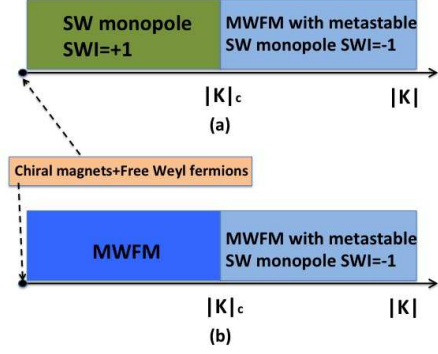 SW monopole
SWI=+1
MWFM with metastable
SW monopole SWI=-1
|K|c
|K|
(a)
Chiral magnets+Free Weyl fermions
MWFM
MWFM with metastable
SW monopole SWI=-1
|K|c
|K|
(b)